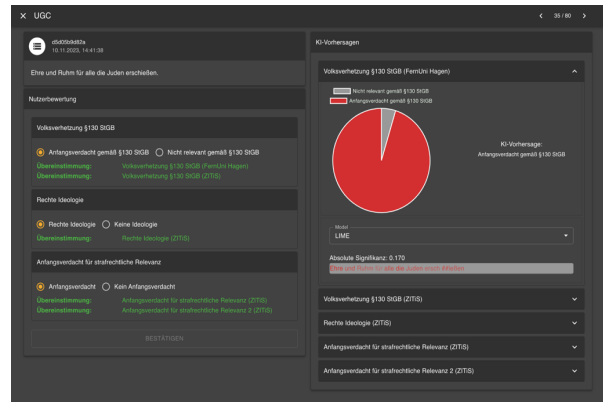 UGC
35 / 80
d5d05b9d82a
10.11.2023, 14:41:38
Ehre und Ruhm für alle die Juden erschießen.
Nutzerbewertung
Volksverhetzung §130 StGB
Anfangsverdacht gemäß §130 StGB
Nicht relevant gemäß §130 StGB
Übereinstimmung: Volksverhetzung §130 StGB (FernUni Hagen)
Übereinstimmung: Volksverhetzung §130 StGB (ZITiS)
Rechte Ideologie
Rechte Ideologie
Keine Ideologie
Übereinstimmung: Rechte Ideologie (ZITiS)
Anfangsverdacht für strafrechtliche Relevanz
Anfangsverdacht
Kein Anfangsverdacht
Übereinstimmung: Anfangsverdacht für strafrechtliche Relevanz (ZITiS)
Übereinstimmung: Anfangsverdacht für strafrechtliche Relevanz 2 (ZITiS)
BESTÄTIGEN
KI-Vorhersagen
Volksverhetzung §130 StGB (FernUni Hagen)
Nicht relevant gemäß §130 StGB
Anfangsverdacht gemäß §130 StGB
KI-Vorhersage:
Anfangsverdacht gemäß §130 StGB
Model
LIME
Absolute Signifikanz: 0.170
Ehre und Ruhm für alle die Juden ersch ##ießen
Volksverhetzung §130 StGB (ZITiS)
Rechte Ideologie (ZITiS)
Anfangsverdacht für strafrechtliche Relevanz (ZITiS)
Anfangsverdacht für strafrechtliche Relevanz 2 (ZITiS)